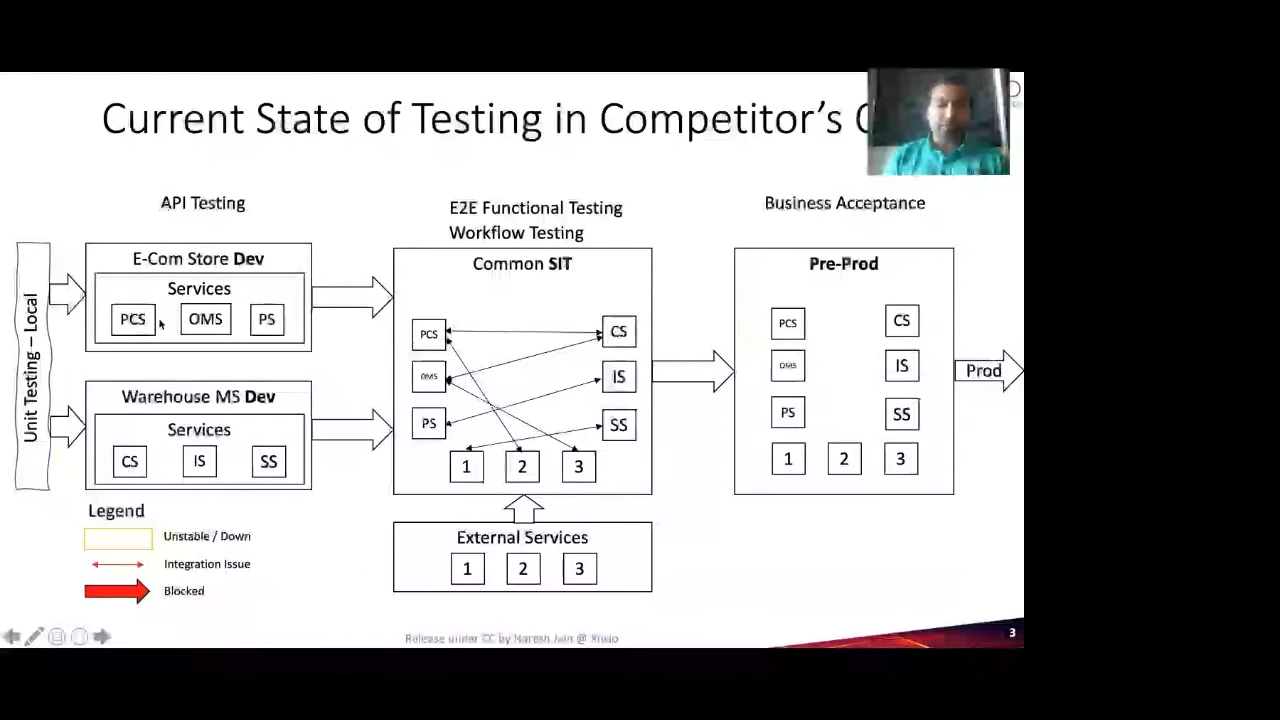 Current State of Testing in Competitor's
API Testing
E2E Functional Testing
Workflow Testing
Business Acceptance
Unit Testing – Local
E-Com Store Dev
Services
PCS
OMS
PS
Warehouse MS Dev
Services
CS
IS
SS
Common SIT
PCS
CS
OMS
IS
PS
SS
1
2
3
External Services
1
2
3
Pre-Prod
PCS
CS
OMS
IS
PS
SS
1
2
3
Prod
Legend
Unstable / Down
Integration Issue
Blocked
Release under CC by Naresh Jain @ Xnsio
3